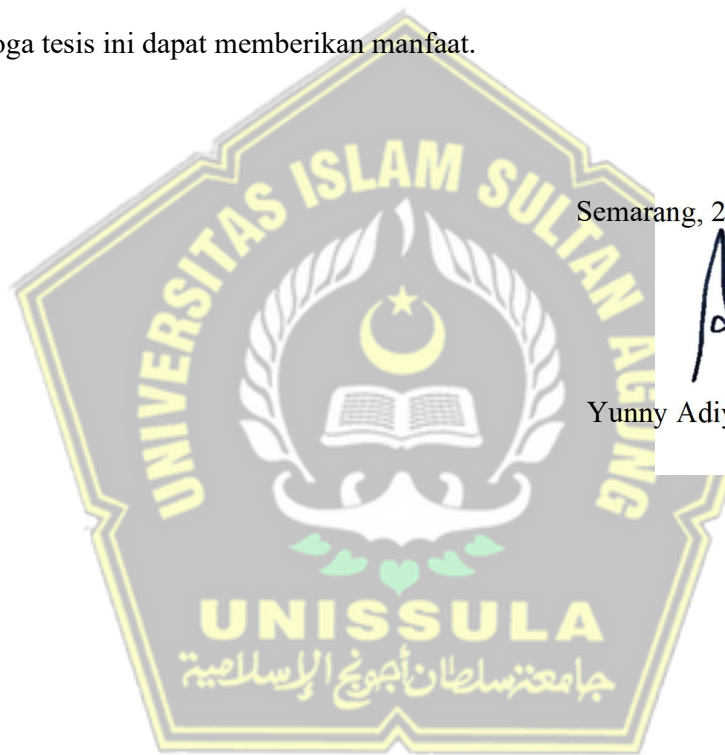 oga tesis ini dapat memberikan manfaat.
UNIVERSITAS ISLAM SULTAN AGUNG
Semarang, 2
Yunny Adiy
UNISSULA
جامعة سلطان أجونج الإسلامية